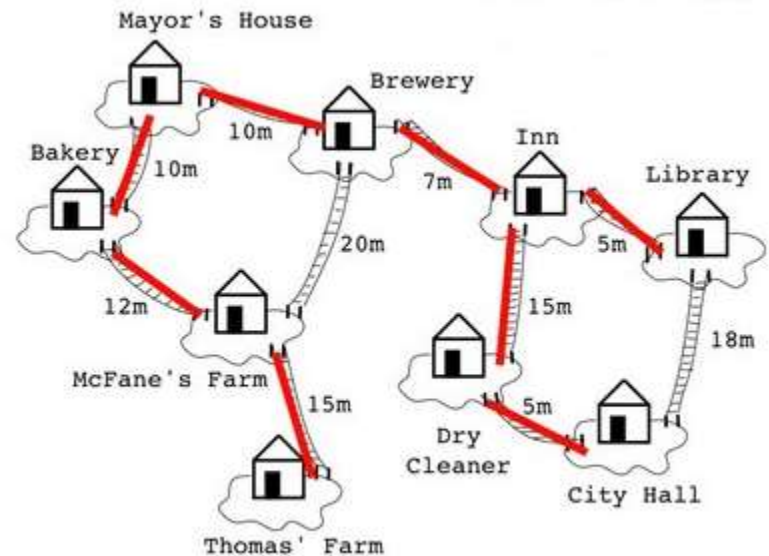 Mayor's House
Brewery
10m
Inn
Bakery
10m
7m
Library
5m
20m
12m
15m
18m
McFane's Farm
15m
5m
Dry
Cleaner
City Hall
Thomas' Farm